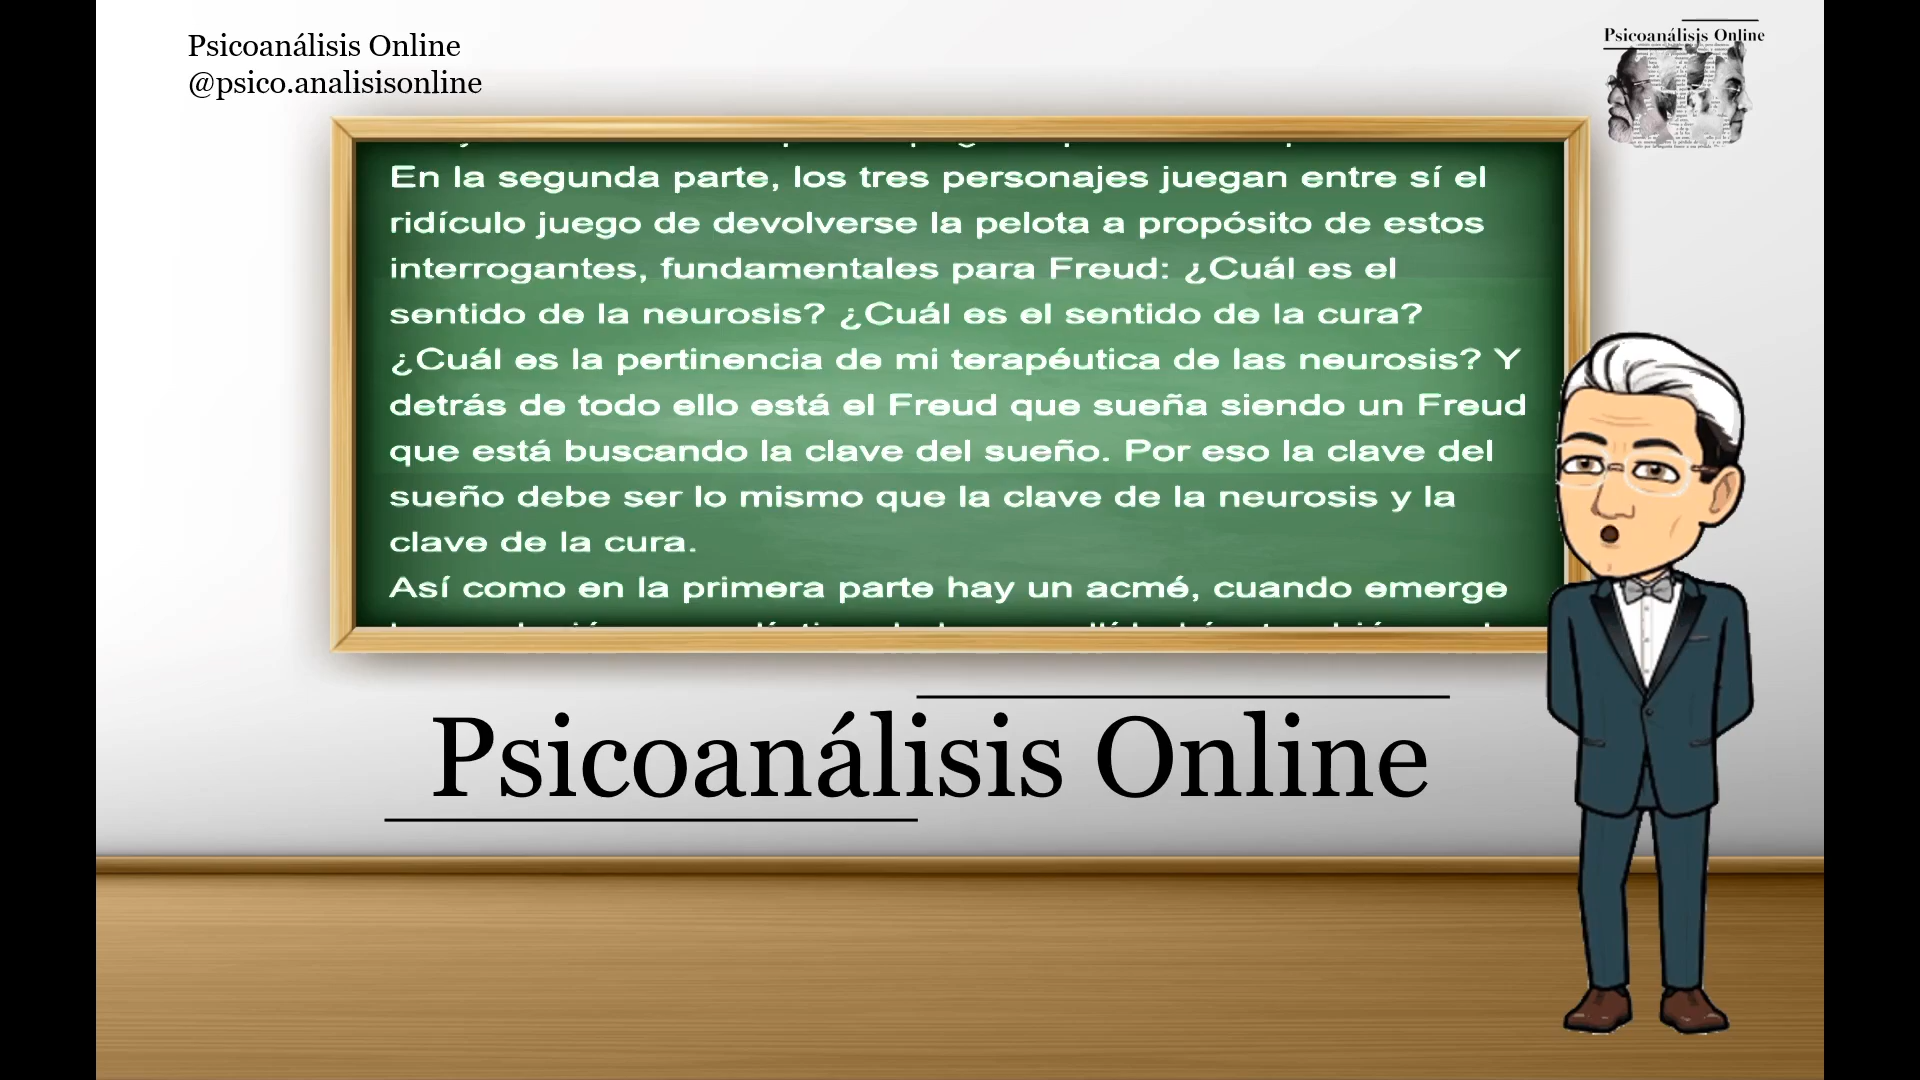 Psicoanálisis Online
@psico.analisisonline
Psicoanálisis Online
En la segunda parte, los tres personajes juegan entre sí el
ridículo juego de devolverse la pelota a propósito de estos
interrogantes, fundamentales para Freud: ¿Cuál es el
sentido de la neurosis? ¿Cuál es el sentido de la cura?
¿Cuál es la pertinencia de mi terapéutica de las neurosis? Y
detrás de todo ello está el Freud que sueña siendo un Freud
que está buscando la clave del sueño. Por eso la clave del
sueño debe ser lo mismo que la clave de la neurosis y la
clave de la cura.
Así como en la primera parte hay un acmé, cuando emerge
Psicoanálisis Online